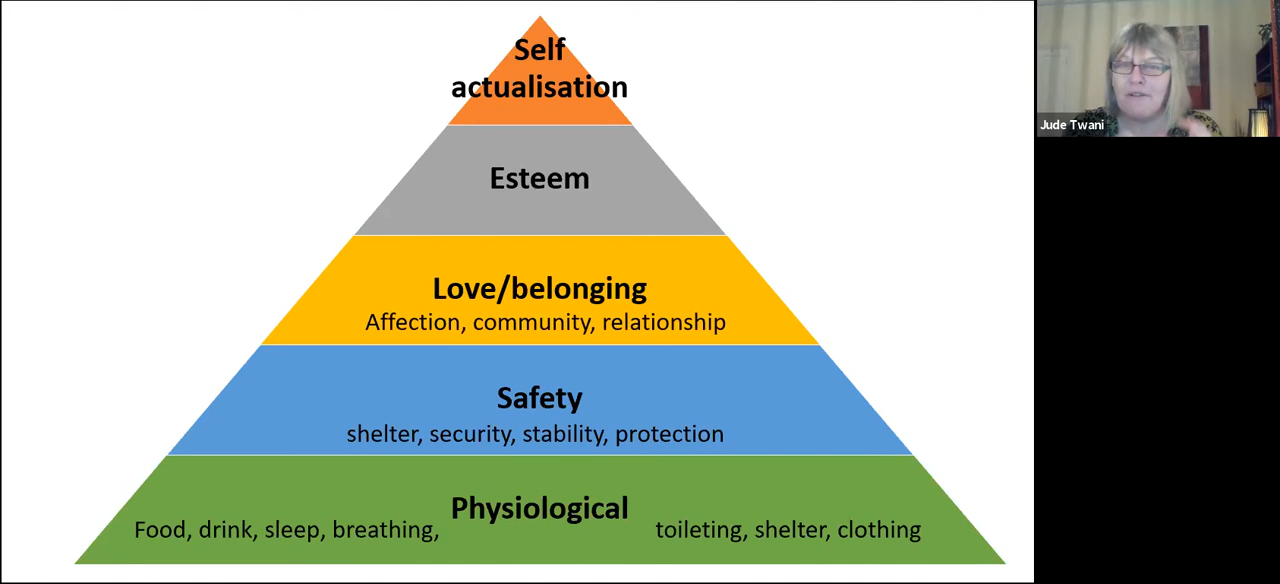 Self
actualisation
Jude Twani
Esteem
Love/belonging
Affection, community, relationship
Safety
shelter, security, stability, protection
Physiological
Food, drink, sleep, breathing, toileting, shelter, clothing